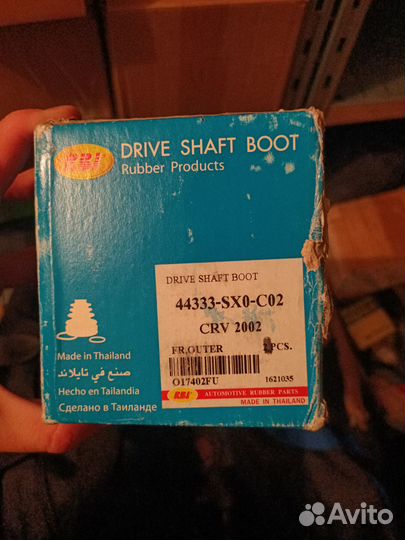 RBI
DRIVE SHAFT BOOT
Rubber Products
DRIVE SHAFT BOOT
44333-SX0-C02
CRV 2002
FR,OUTER PCS.
O17402FU 1621035
RBI AUTOMOTIVE RUBBER PARTS
MADE IN THAILAND
Made in Thailand
صنع في تايلاند
Hecho en Tailandia
Сделано в Таиланде
Avito